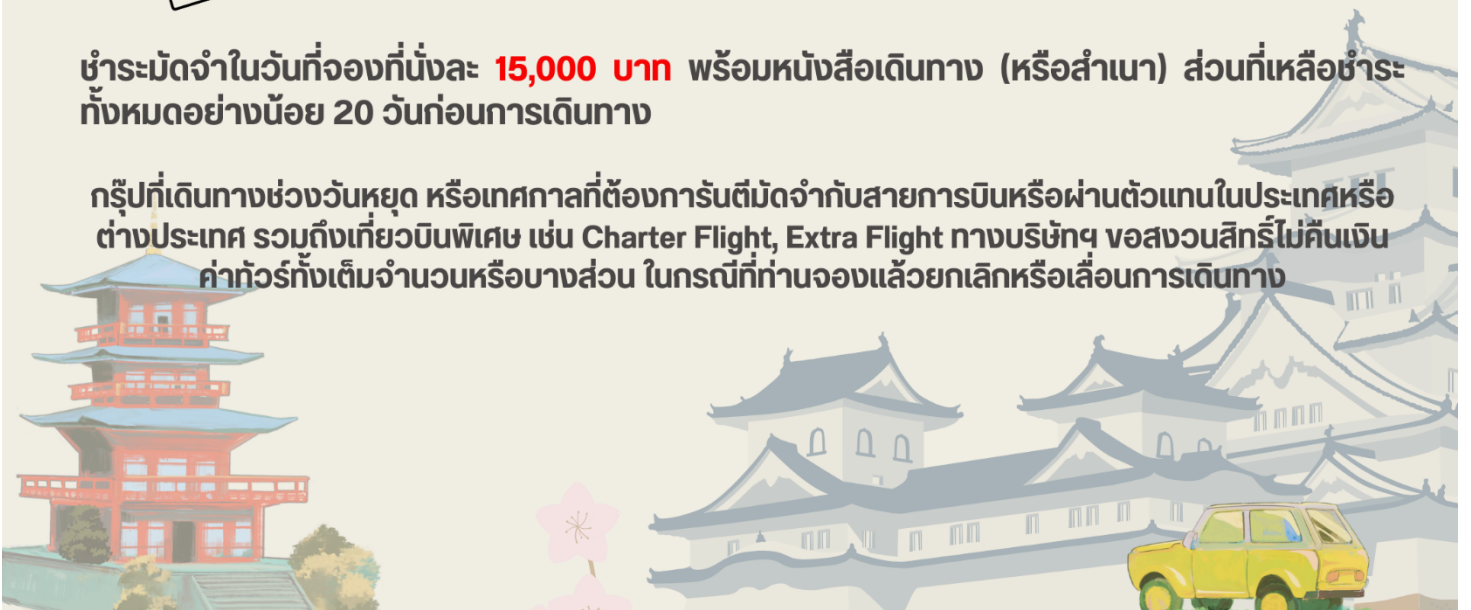 ชำระมัดจำในวันที่จองที่นั่งละ 15,000 บาท พร้อมหนังสือเดินทาง (หรือสำเนา) ส่วนที่เหลือชำระ
ทั้งหมดอย่างน้อย 20 วันก่อนการเดินทาง
กรุ๊ปที่เดินทางช่วงวันหยุด หรือเทศกาลที่ต้องการันตีมัดจำกับสายการบินหรือผ่านตัวแทนในประเทศหรือ
ต่างประเทศ รวมถึงเที่ยวบินพิเศษ เช่น Charter Flight, Extra Flight ทางบริษัทฯ ขอสงวนสิทธิ์ไม่คืนเงิน
ค่าทัวร์ทั้งเต็มจำนวนหรือบางส่วน ในกรณีที่ท่านจองแล้วยกเลิกหรือเลื่อนการเดินทาง